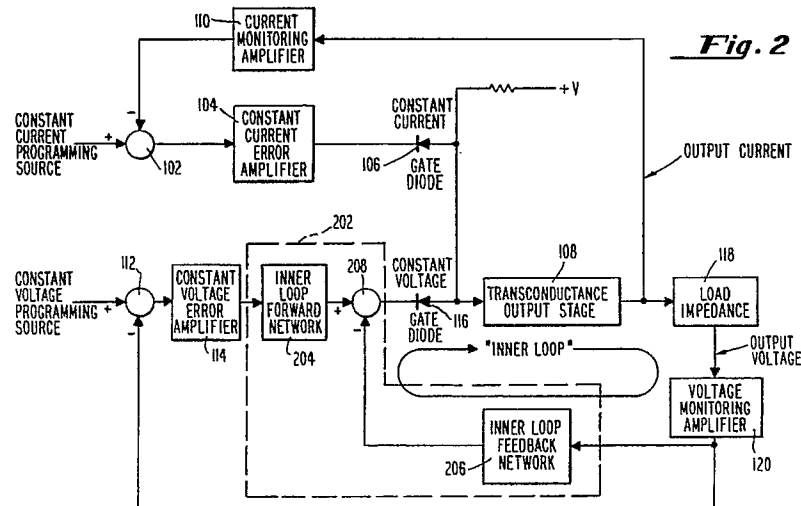 Fig. 2
110
CURRENT
MONITORING
AMPLIFIER
-
+V
104
CONSTANT
CURRENT
ERROR
AMPLIFIER
CONSTANT
CURRENT
CONSTANT
CURRENT
PROGRAMMING
SOURCE
+
102
106
GATE
DIODE
OUTPUT CURRENT
202
112
CONSTANT
VOLTAGE
PROGRAMMING
SOURCE
+
-
CONSTANT
VOLTAGE
ERROR
AMPLIFIER
114
INNER
LOOP
FORWARD
NETWORK
204
+
208
-
CONSTANT
VOLTAGE
116
GATE
DIODE
108
TRANSCONDUCTANCE
OUTPUT STAGE
118
LOAD
IMPEDANCE
"INNER LOOP"
OUTPUT
VOLTAGE
VOLTAGE
MONITORING
AMPLIFIER
120
INNER LOOP
FEEDBACK
NETWORK
206